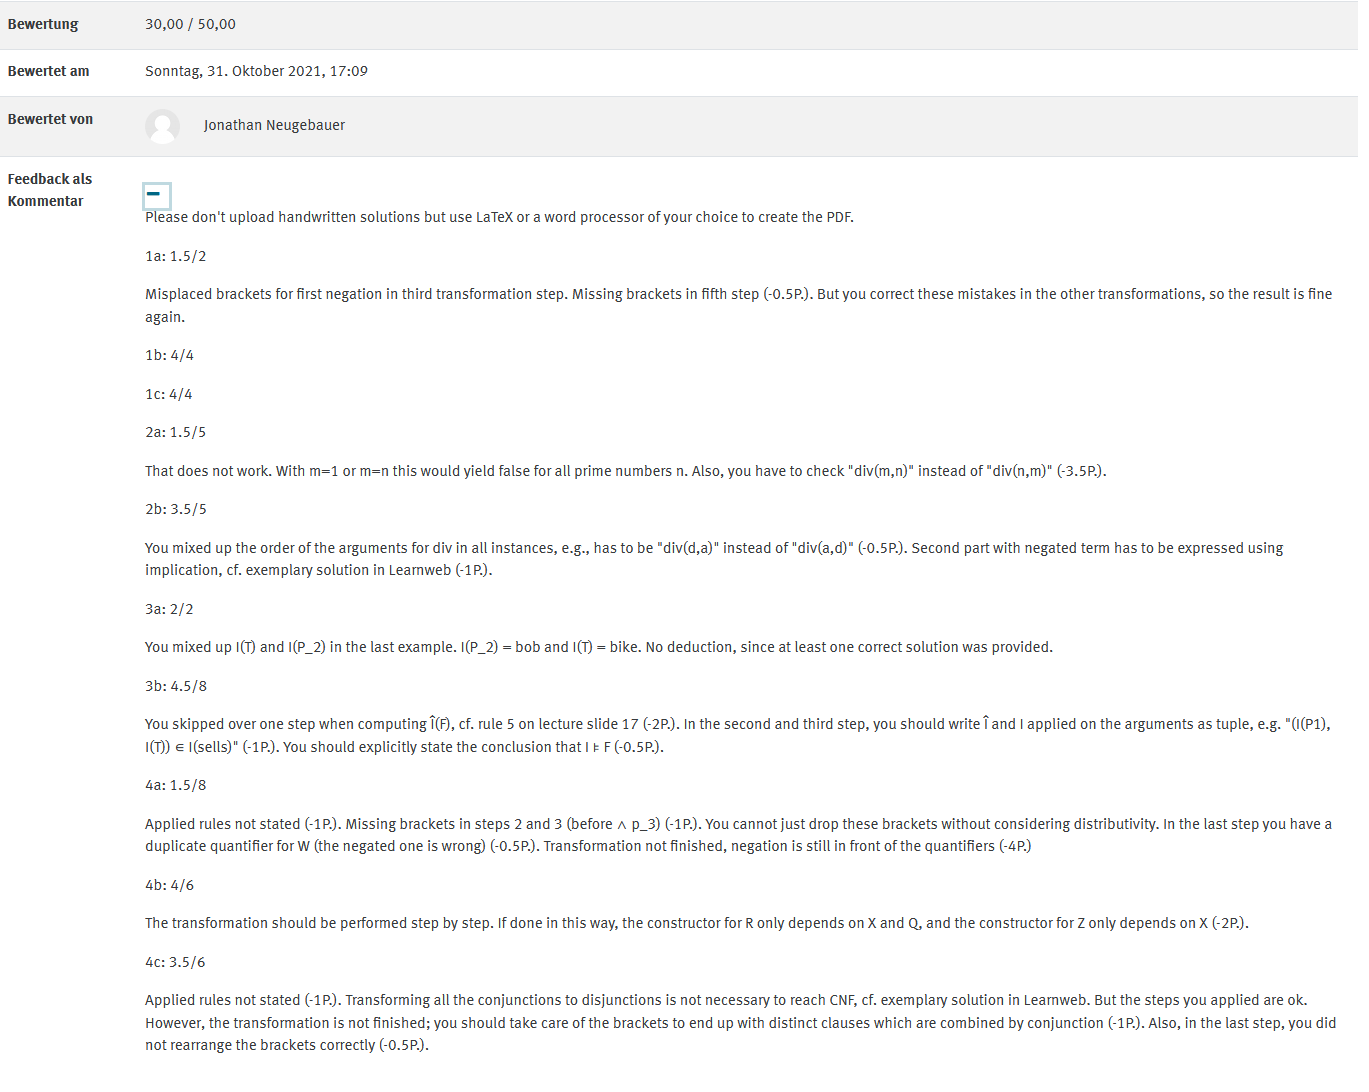 Bewertung 30,00 / 50,00
Bewertet am Sonntag, 31. Oktober 2021, 17:09
Bewertet von Jonathan Neugebauer
Feedback als
Kommentar
Please don't upload handwritten solutions but use LaTeX or a word processor of your choice to create the PDF.
1a: 1.5/2
Misplaced brackets for first negation in third transformation step. Missing brackets in fifth step (-0.5P.). But you correct these mistakes in the other transformations, so the result is fine
again.
1b: 4/4
1c: 4/4
2a: 1.5/5
That does not work. With m=1 or m=n this would yield false for all prime numbers n. Also, you have to check "div(m,n)" instead of "div(n,m)" (-3.5P.).
2b: 3.5/5
You mixed up the order of the arguments for div in all instances, e.g., has to be "div(d,a)" instead of "div(a,d)" (-0.5P.). Second part with negated term has to be expressed using
implication, cf. exemplary solution in Learnweb (-1P.).
3a: 2/2
You mixed up I(T) and I(P_2) in the last example. I(P_2) = bob and I(T) = bike. No deduction, since at least one correct solution was provided.
3b: 4.5/8
You skipped over one step when computing Î(F), cf. rule 5 on lecture slide 17 (-2P.). In the second and third step, you should write Î and I applied on the arguments as tuple, e.g. "(I(P1),
I(T)) ∈ I(sells)" (-1P.). You should explicitly state the conclusion that I ⊧ F (-0.5P.).
4a: 1.5/8
Applied rules not stated (-1P.). Missing brackets in steps 2 and 3 (before ∧ p_3) (-1P.). You cannot just drop these brackets without considering distributivity. In the last step you have a
duplicate quantifier for W (the negated one is wrong) (-0.5P.). Transformation not finished, negation is still in front of the quantifiers (-4P.)
4b: 4/6
The transformation should be performed step by step. If done in this way, the constructor for R only depends on X and Q, and the constructor for Z only depends on X (-2P.).
4c: 3.5/6
Applied rules not stated (-1P.). Transforming all the conjunctions to disjunctions is not necessary to reach CNF, cf. exemplary solution in Learnweb. But the steps you applied are ok.
However, the transformation is not finished; you should take care of the brackets to end up with distinct clauses which are combined by conjunction (-1P.). Also, in the last step, you did
not rearrange the brackets correctly (-0.5P.).